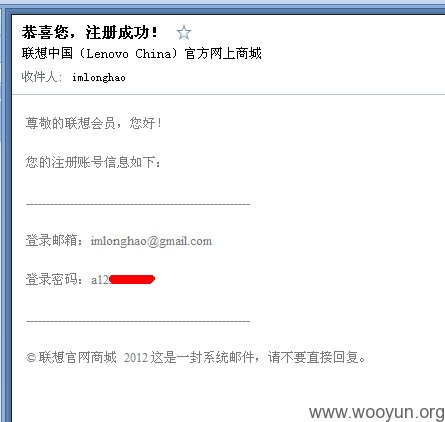 恭喜您，注册成功！ ☆
联想中国（Lenovo China）官方网上商城
收件人： imlonghao
尊敬的联想会员，您好！
您的注册账号信息如下：
--------------------------------------------------------
登录邮箱：imlonghao@gmail.com
登录密码：a12
--------------------------------------------------------
© 联想官网商城 2012 这是一封系统邮件，请不要直接回复。
www.wooyun.org